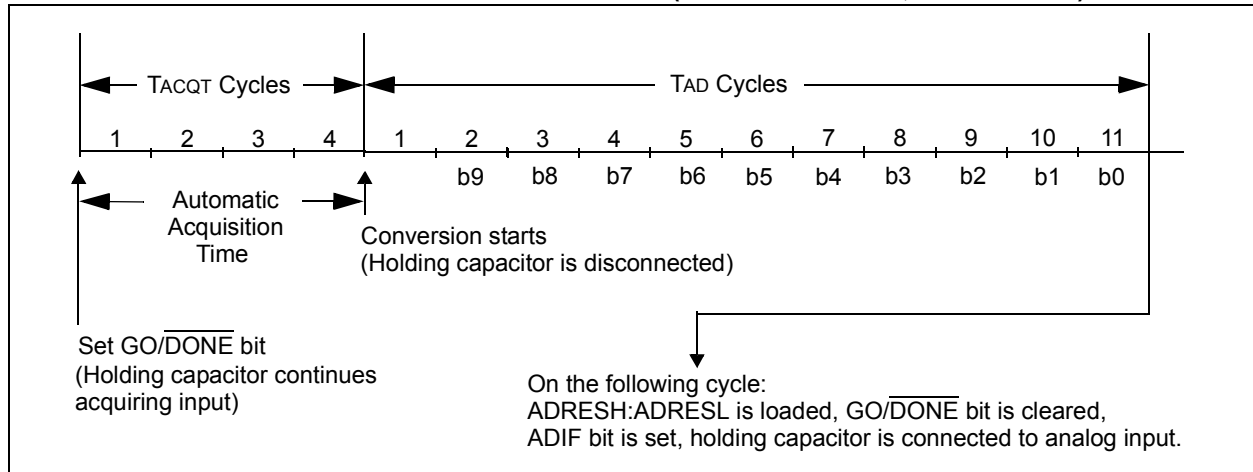 TACQT Cycles
TAD Cycles
1 2 3 4 1 2 3 4 5 6 7 8 9 10 11
b9 b8 b7 b6 b5 b4 b3 b2 b1 b0
Automatic
Acquisition
Time
Conversion starts
(Holding capacitor is disconnected)
Set GO/DONE bit
(Holding capacitor continues
acquiring input)
On the following cycle:
ADRESH:ADRESL is loaded, GO/DONE bit is cleared,
ADIF bit is set, holding capacitor is connected to analog input.